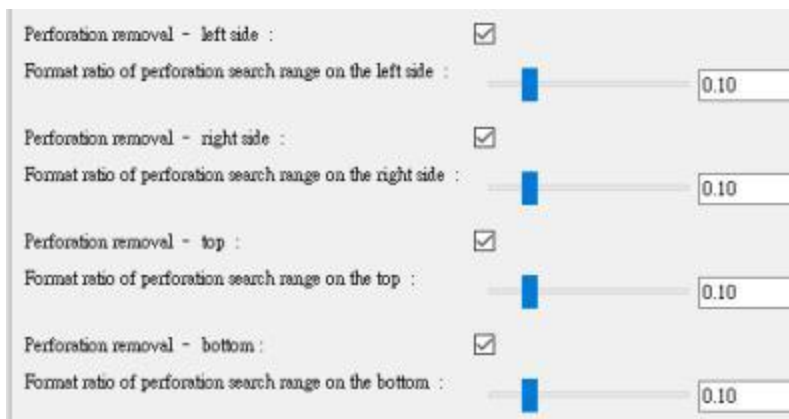 Perforation removal - left side :
Format ratio of perforation search range on the left side :
0.10
Perforation removal - right side :
Format ratio of perforation search range on the right side :
0.10
Perforation removal - top :
Format ratio of perforation search range on the top :
0.10
Perforation removal - bottom :
Format ratio of perforation search range on the bottom :
0.10